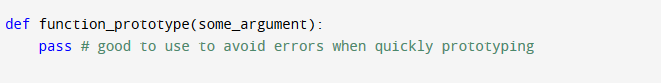 def function_prototype(some_argument):
    pass # good to use to avoid errors when quickly prototyping